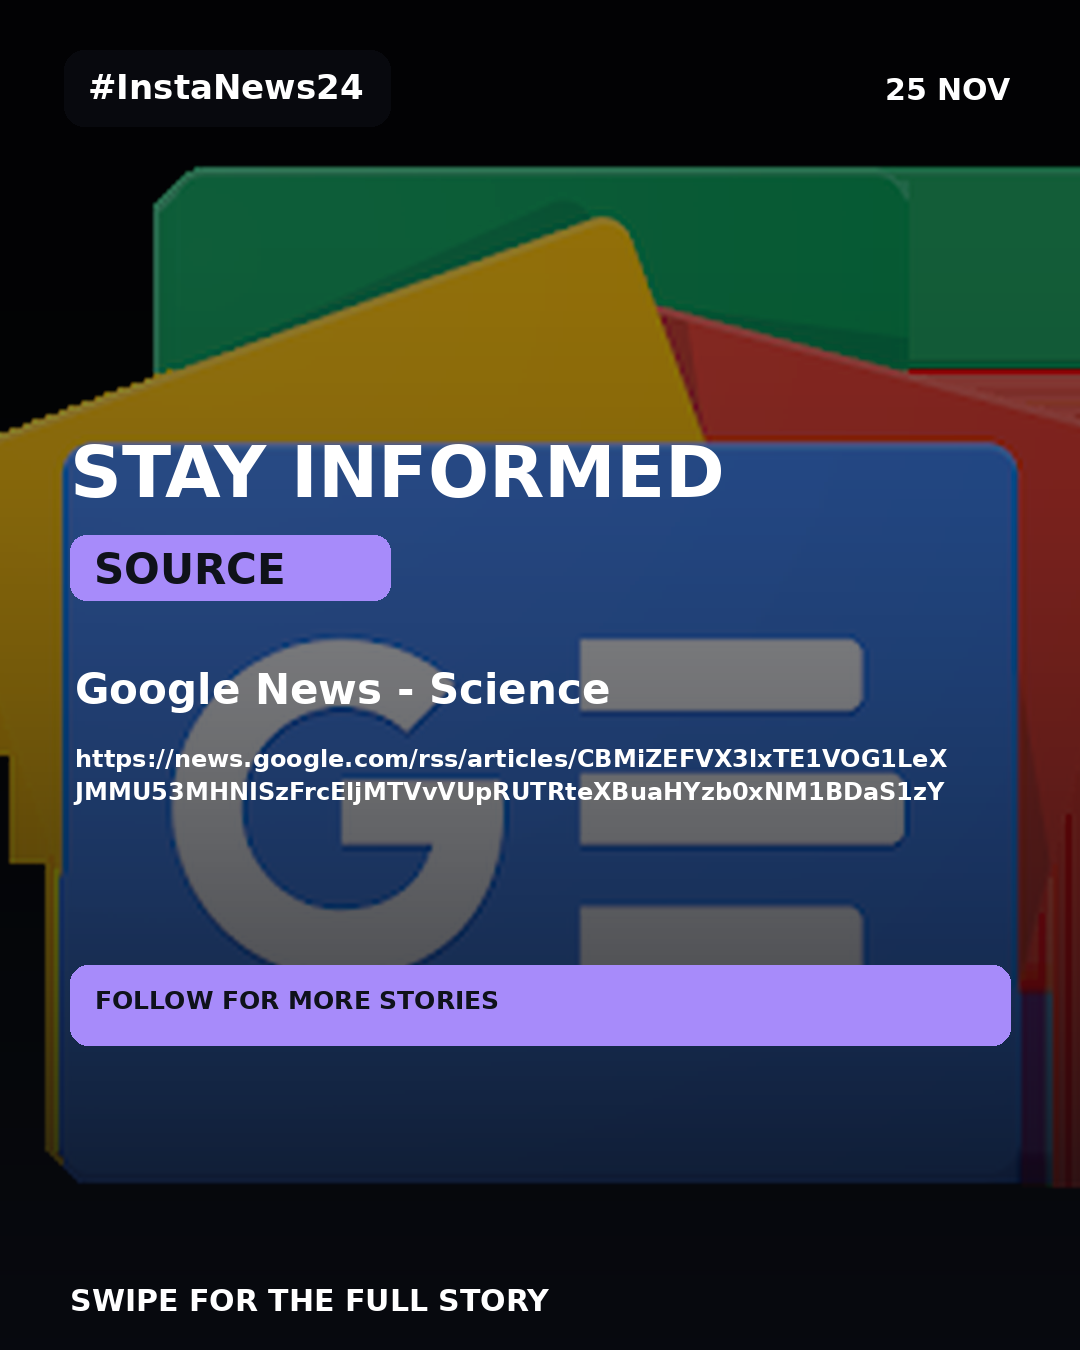 #InstaNews24
25 NOV
STAY INFORMED
SOURCE
Google News - Science
https://news.google.com/rss/articles/CBMiZEFVX3lxTE1VOG1LeX
JMMU53MHNlSzFrcEljMTVvVUpRUTRteXBuaHYzb0xNM1BDaS1zY
FOLLOW FOR MORE STORIES
SWIPE FOR THE FULL STORY